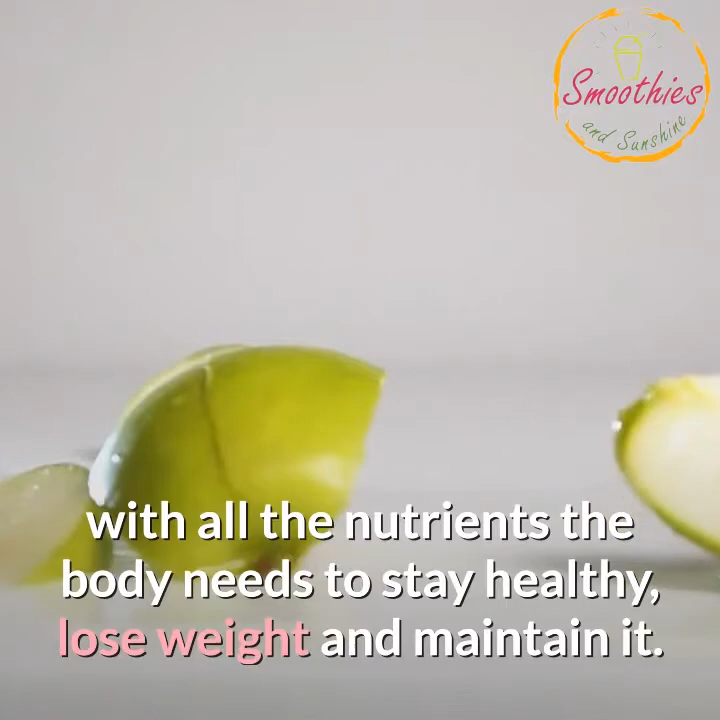 Smoothies
and Sunshine
with all the nutrients the
body needs to stay healthy,
lose weight and maintain it.